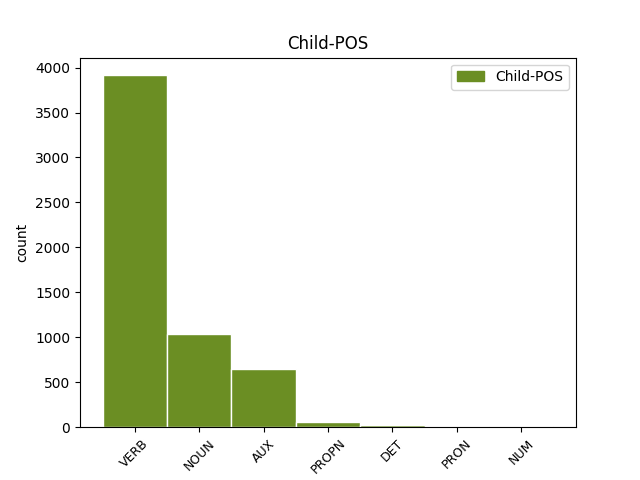 Child-POS
Child-POS
count
4000
3500
3000
2500
2000
1500
1000
500
0
VERB
NOUN
AUX
PROPN
DET
PRON
NUM